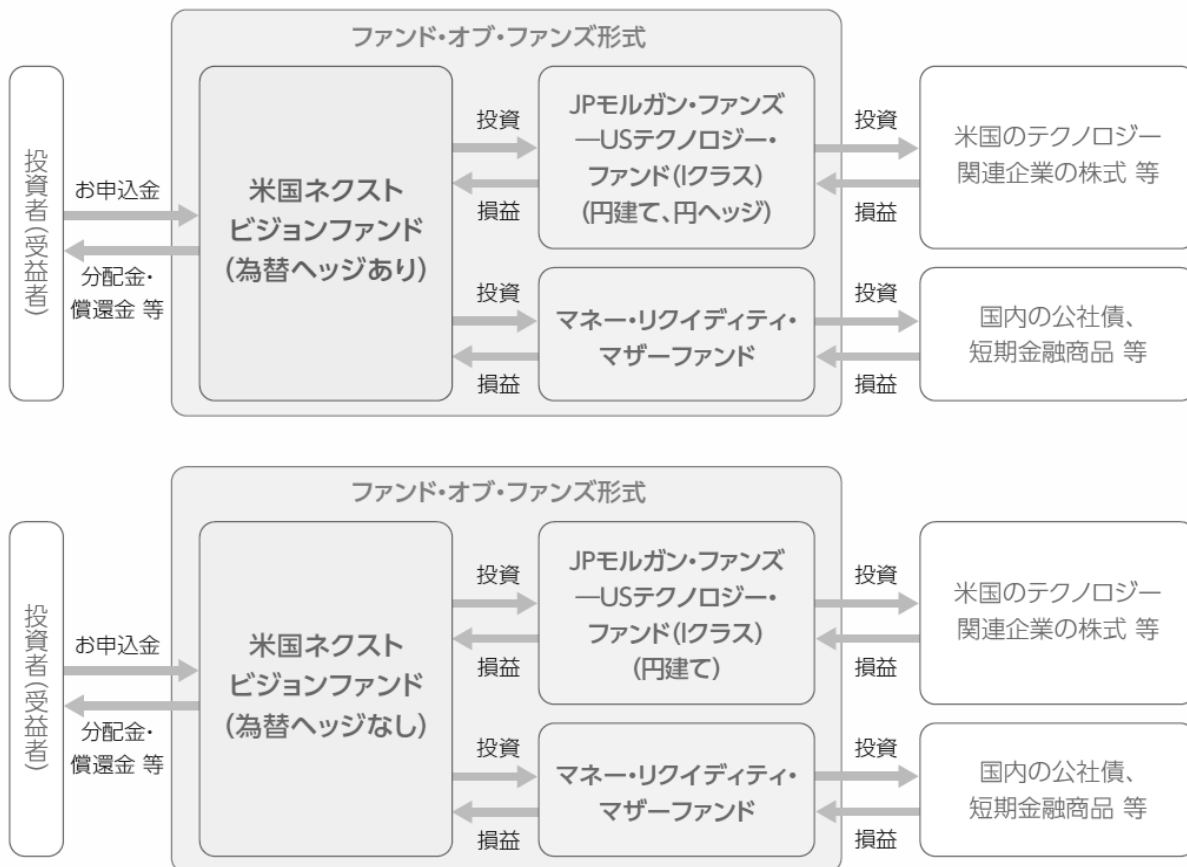 ファンド・オブ・ファンズ形式
投資者(受益者)
お申込金
分配金・
償還金 等
米国ネクスト
ビジョンファンド
(為替ヘッジあり)
投資
損益
JPモルガン・ファンズ
―USテクノロジー・
ファンド(Iクラス)
(円建て、円ヘッジ)
投資
損益
米国のテクノロジー
関連企業の株式 等
投資
損益
マネー・リクイディティ・
マザーファンド
投資
損益
国内の公社債、
短期金融商品 等
ファンド・オブ・ファンズ形式
投資者(受益者)
お申込金
分配金・
償還金 等
米国ネクスト
ビジョンファンド
(為替ヘッジなし)
投資
損益
JPモルガン・ファンズ
―USテクノロジー・
ファンド(Iクラス)
(円建て)
投資
損益
米国のテクノロジー
関連企業の株式 等
投資
損益
マネー・リクイディティ・
マザーファンド
投資
損益
国内の公社債、
短期金融商品 等